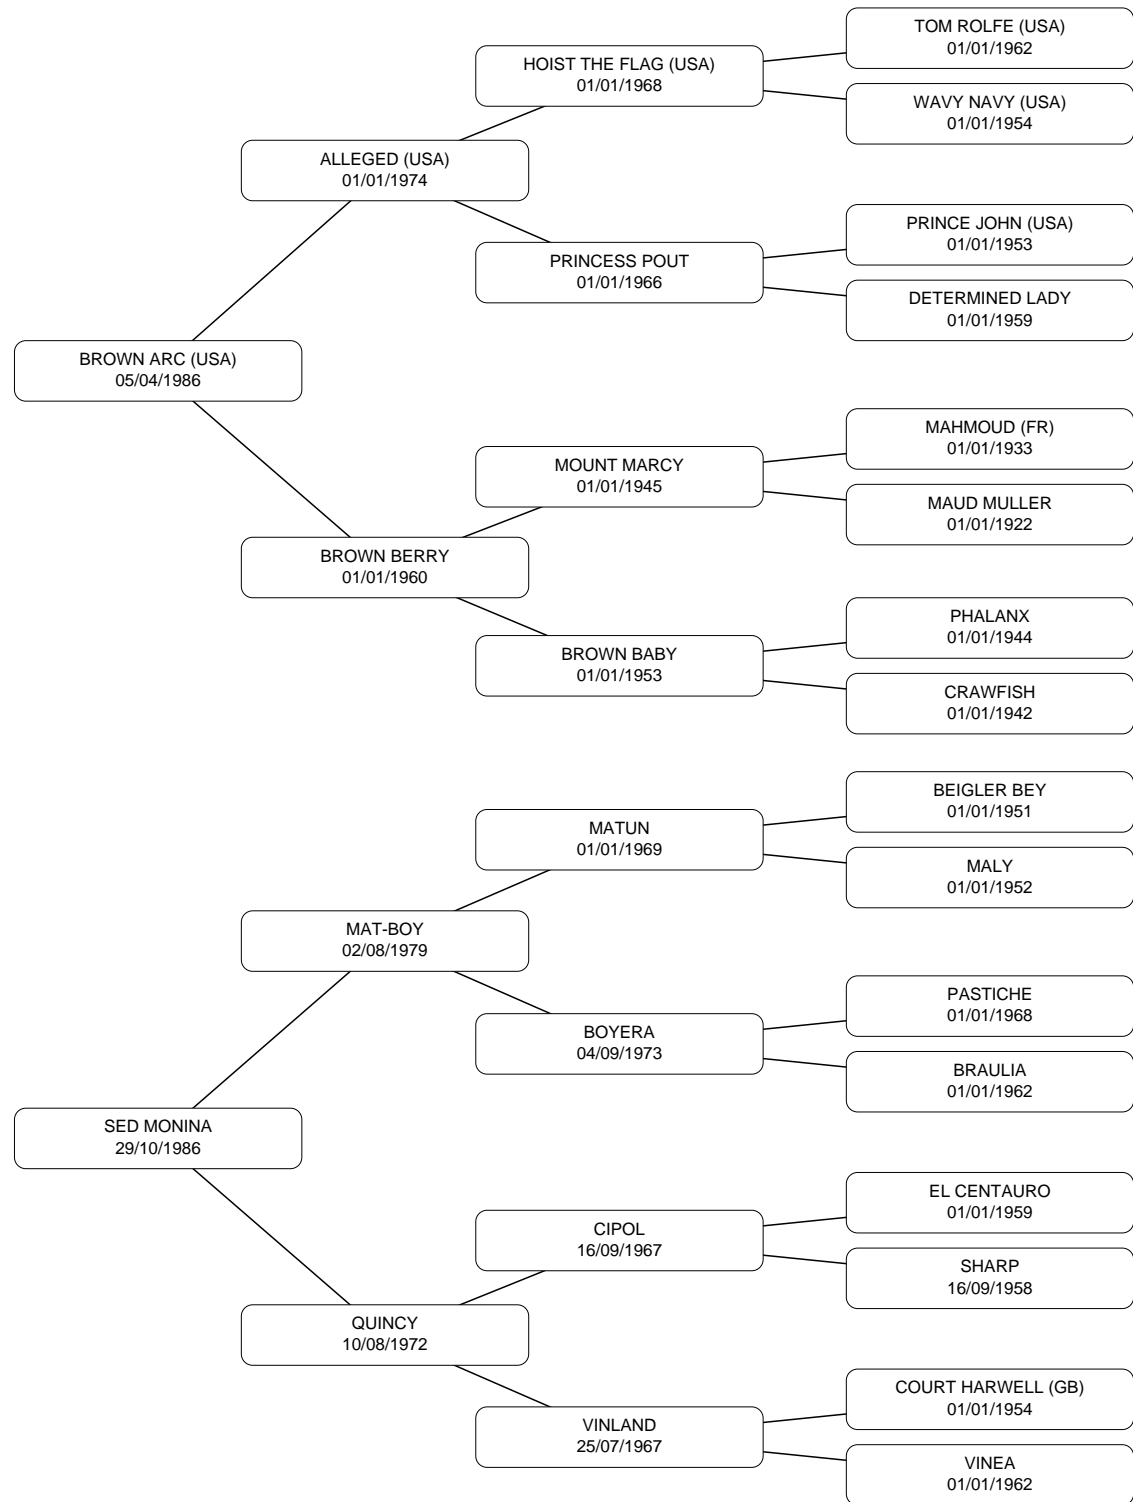 TOM ROLFE (USA)
01/01/1962
HOIST THE FLAG (USA)
01/01/1968
WAVY NAVY (USA)
01/01/1954
ALLEGED (USA)
01/01/1974
PRINCE JOHN (USA)
01/01/1953
PRINCESS POUT
01/01/1966
DETERMINED LADY
01/01/1959
BROWN ARC (USA)
05/04/1986
MAHMOUD (FR)
01/01/1933
MOUNT MARCY
01/01/1945
MAUD MULLER
01/01/1922
BROWN BERRY
01/01/1960
PHALANX
01/01/1944
BROWN BABY
01/01/1953
CRAWFISH
01/01/1942
BEIGLER BEY
01/01/1951
MATUN
01/01/1969
MALY
01/01/1952
MAT-BOY
02/08/1979
PASTICHE
01/01/1968
BOYERA
04/09/1973
BRAULIA
01/01/1962
SED MONINA
29/10/1986
EL CENTAURO
01/01/1959
CIPOL
16/09/1967
SHARP
16/09/1958
QUINCY
10/08/1972
COURT HARWELL (GB)
01/01/1954
VINLAND
25/07/1967
VINEA
01/01/1962